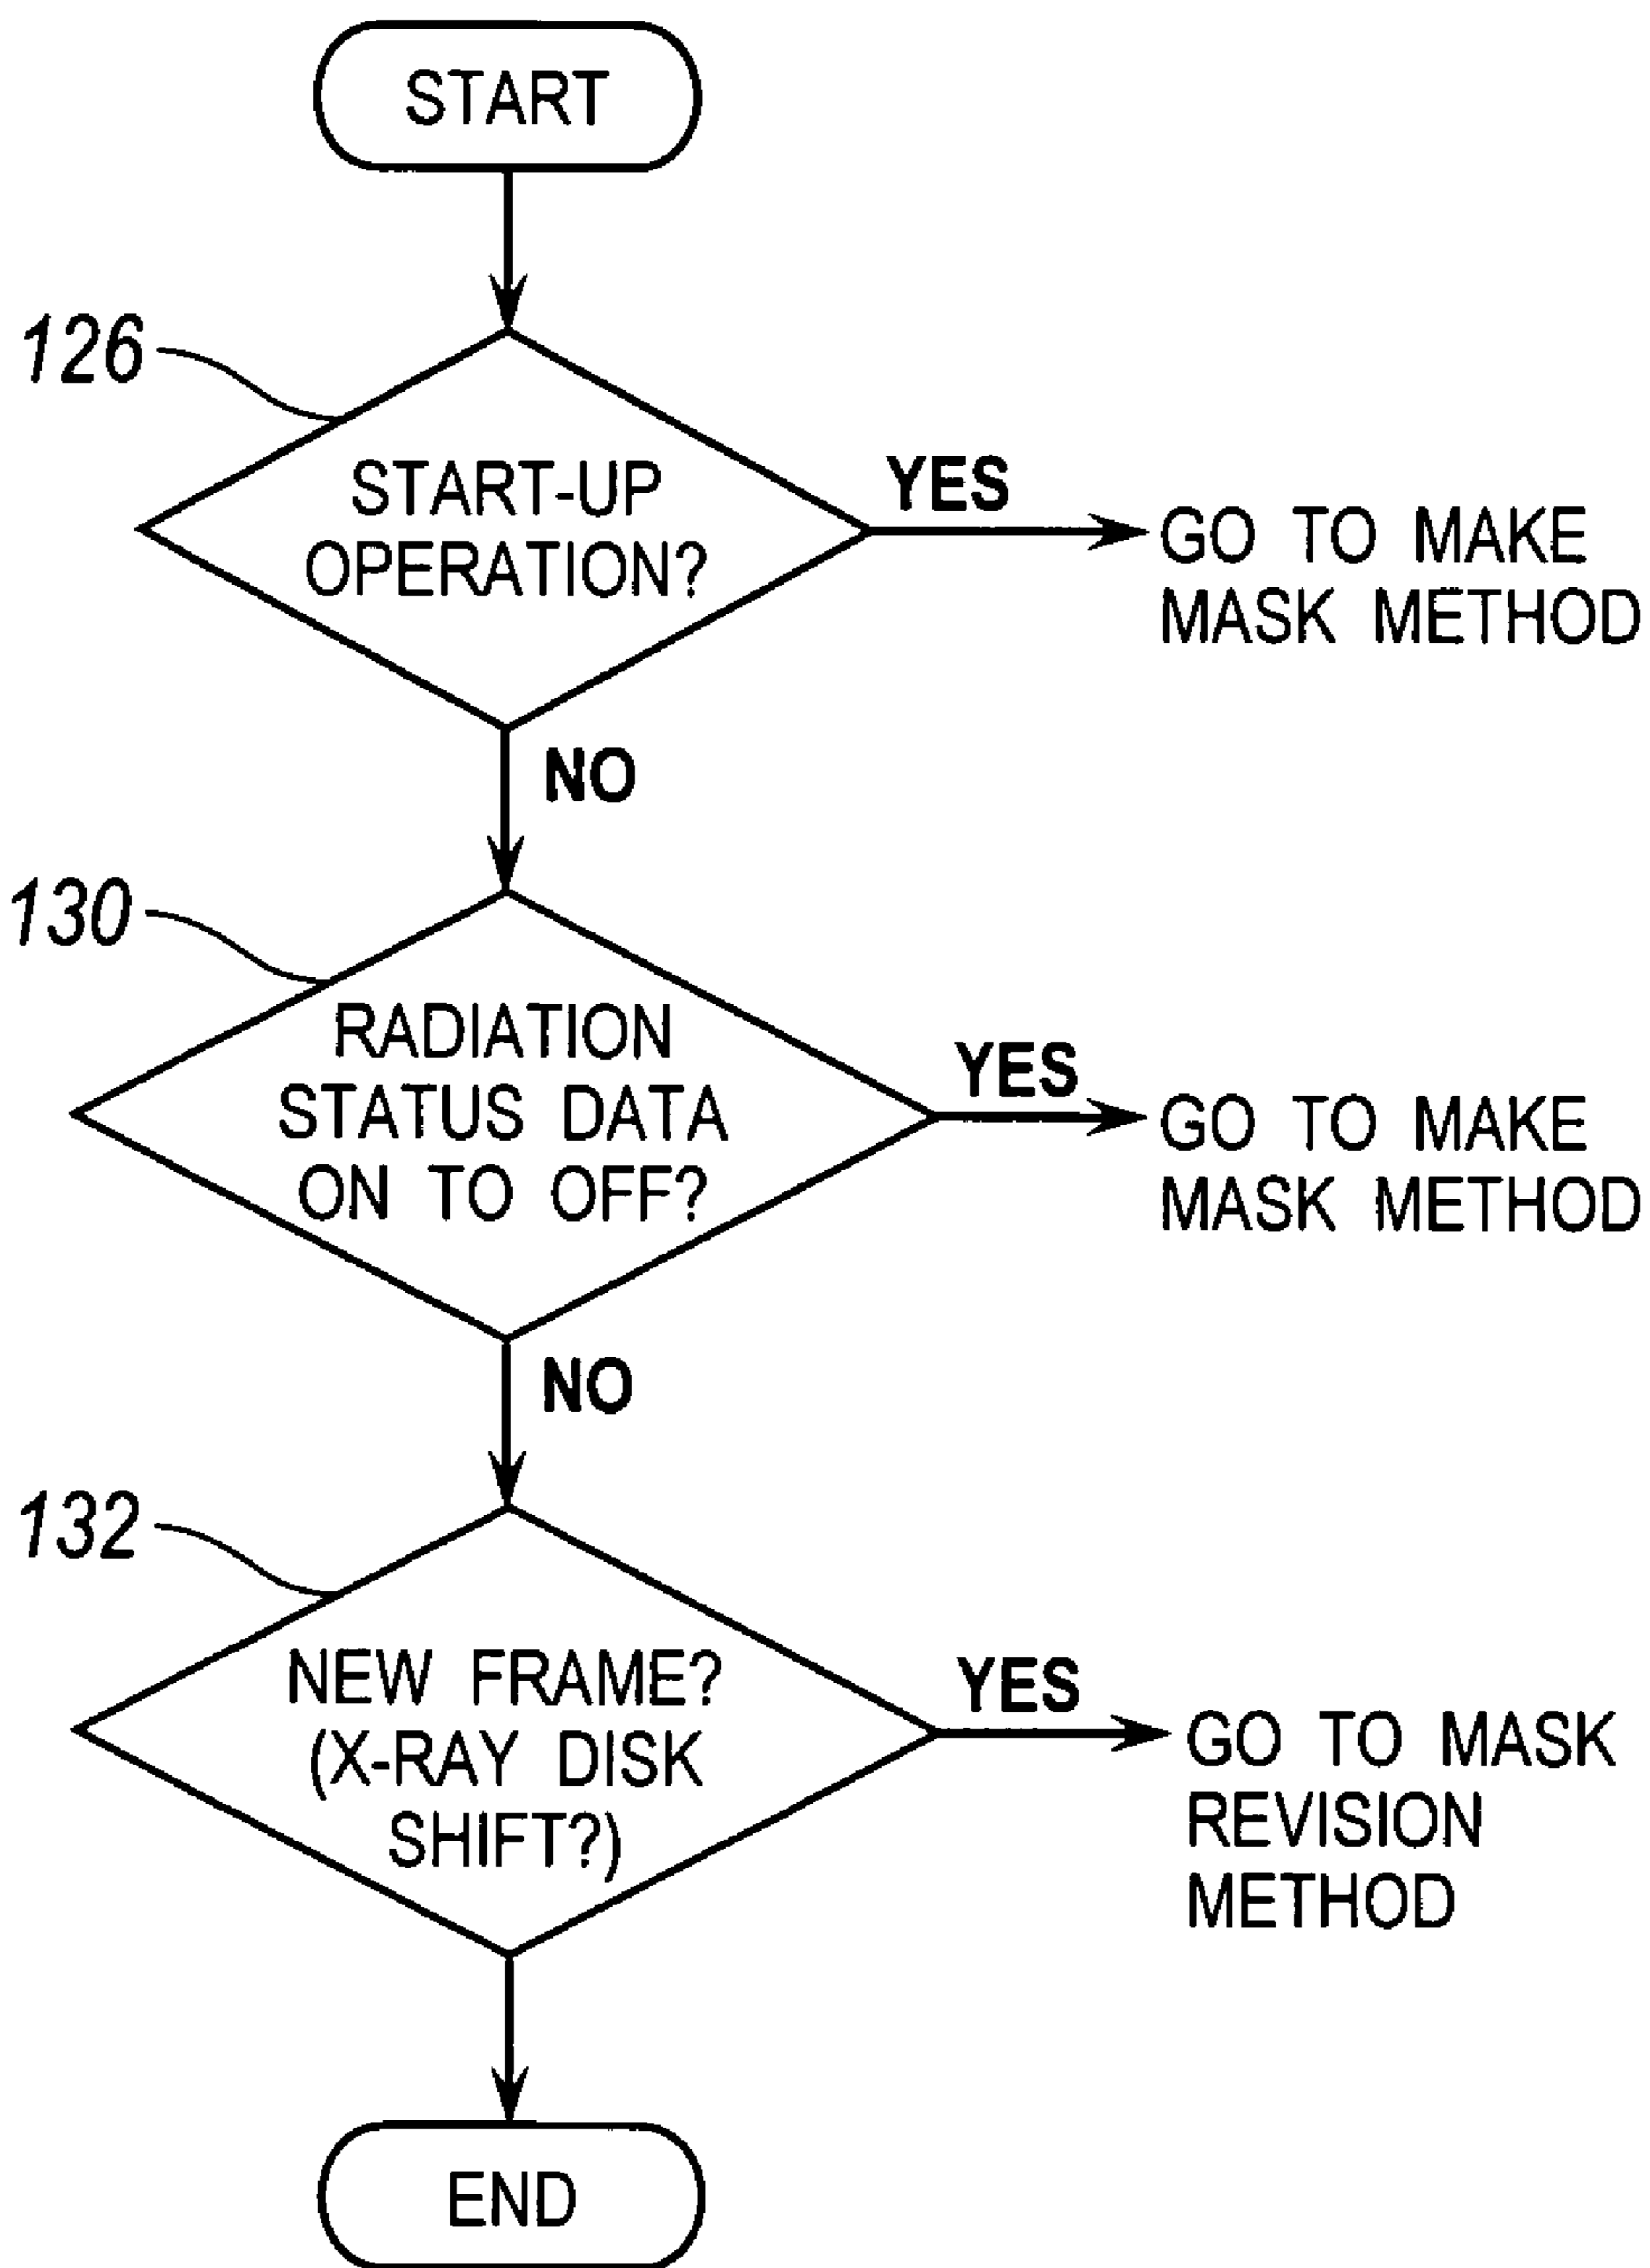 START
126
START-UP
OPERATION?
YES
GO TO MAKE
MASK METHOD
NO
130
RADIATION
STATUS DATA
ON TO OFF?
YES
GO TO MAKE
MASK METHOD
NO
132
NEW FRAME?
(X-RAY DISK
SHIFT?)
YES
GO TO MASK
REVISION
METHOD
END